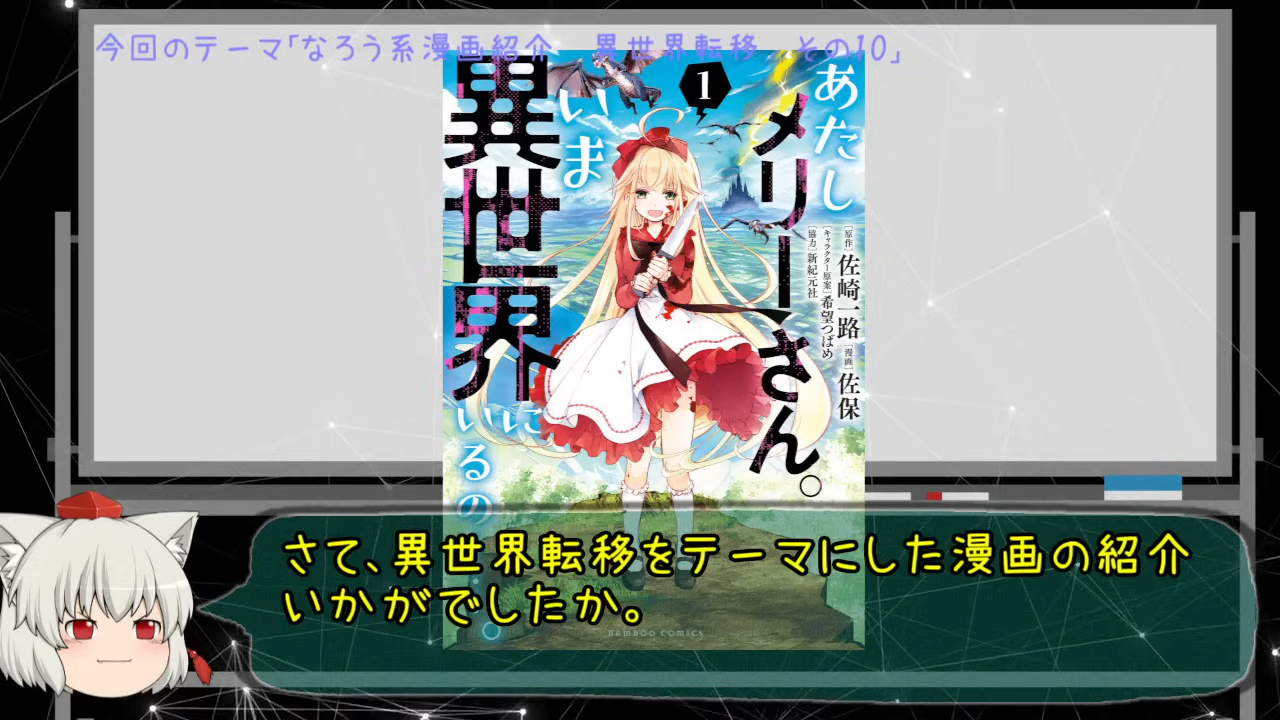 今回のテーマ「なろう系漫画紹介　異世界転移　その10」
1
あたし
メリーさん。
いま
異世界
にいるの
[原作]佐崎一路[漫画]佐保
[キャラクター原案]希望つばめ
[協力]新紀元社
さて、異世界転移をテーマにした漫画の紹介
いかがでしたか。
BAMBOO COMICS